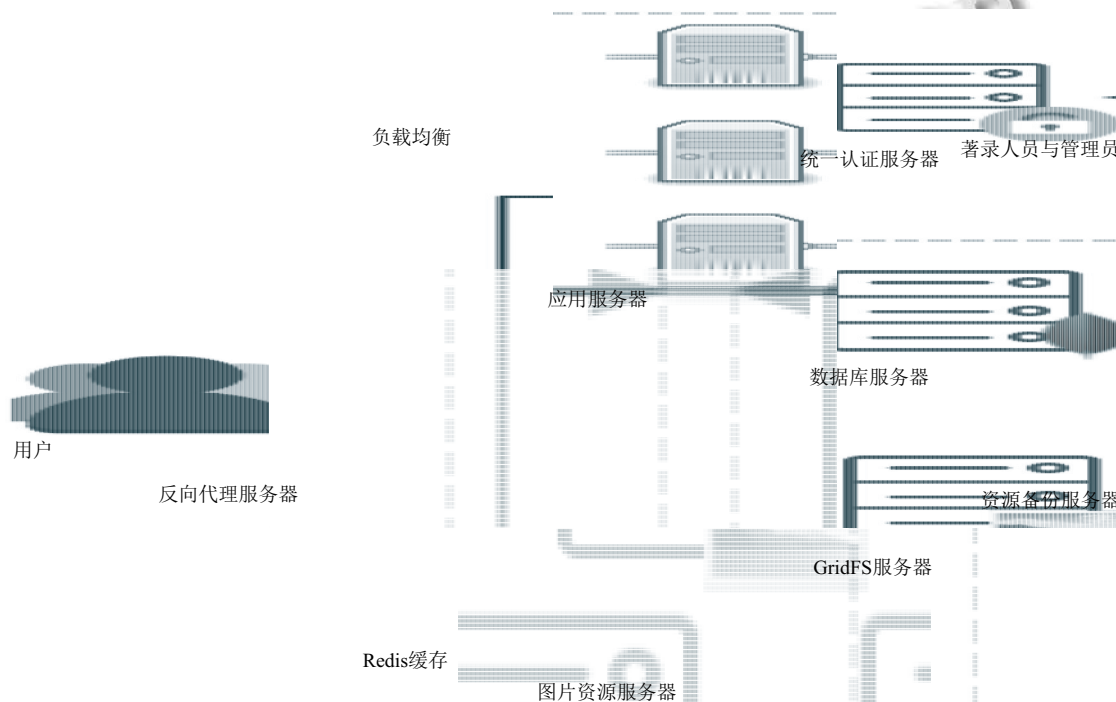 负载均衡
统一认证服务器
著录人员与管理员
应用服务器
数据库服务器
用户
反向代理服务器
资源备份服务器
GridFS服务器
Redis缓存
图片资源服务器